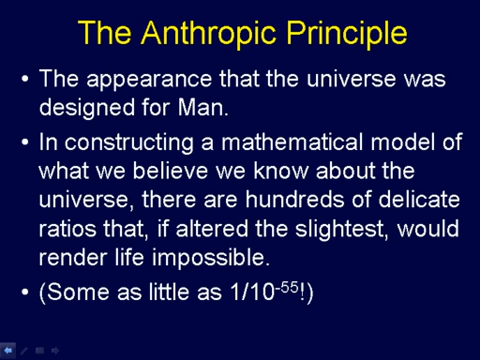 The Anthropic Principle
• The appearance that the universe was
designed for Man.
• In constructing a mathematical model of
what we believe we know about the
universe, there are hundreds of delicate
ratios that, if altered the slightest, would
render life impossible.
• (Some as little as 1/10⁻⁵⁵!)